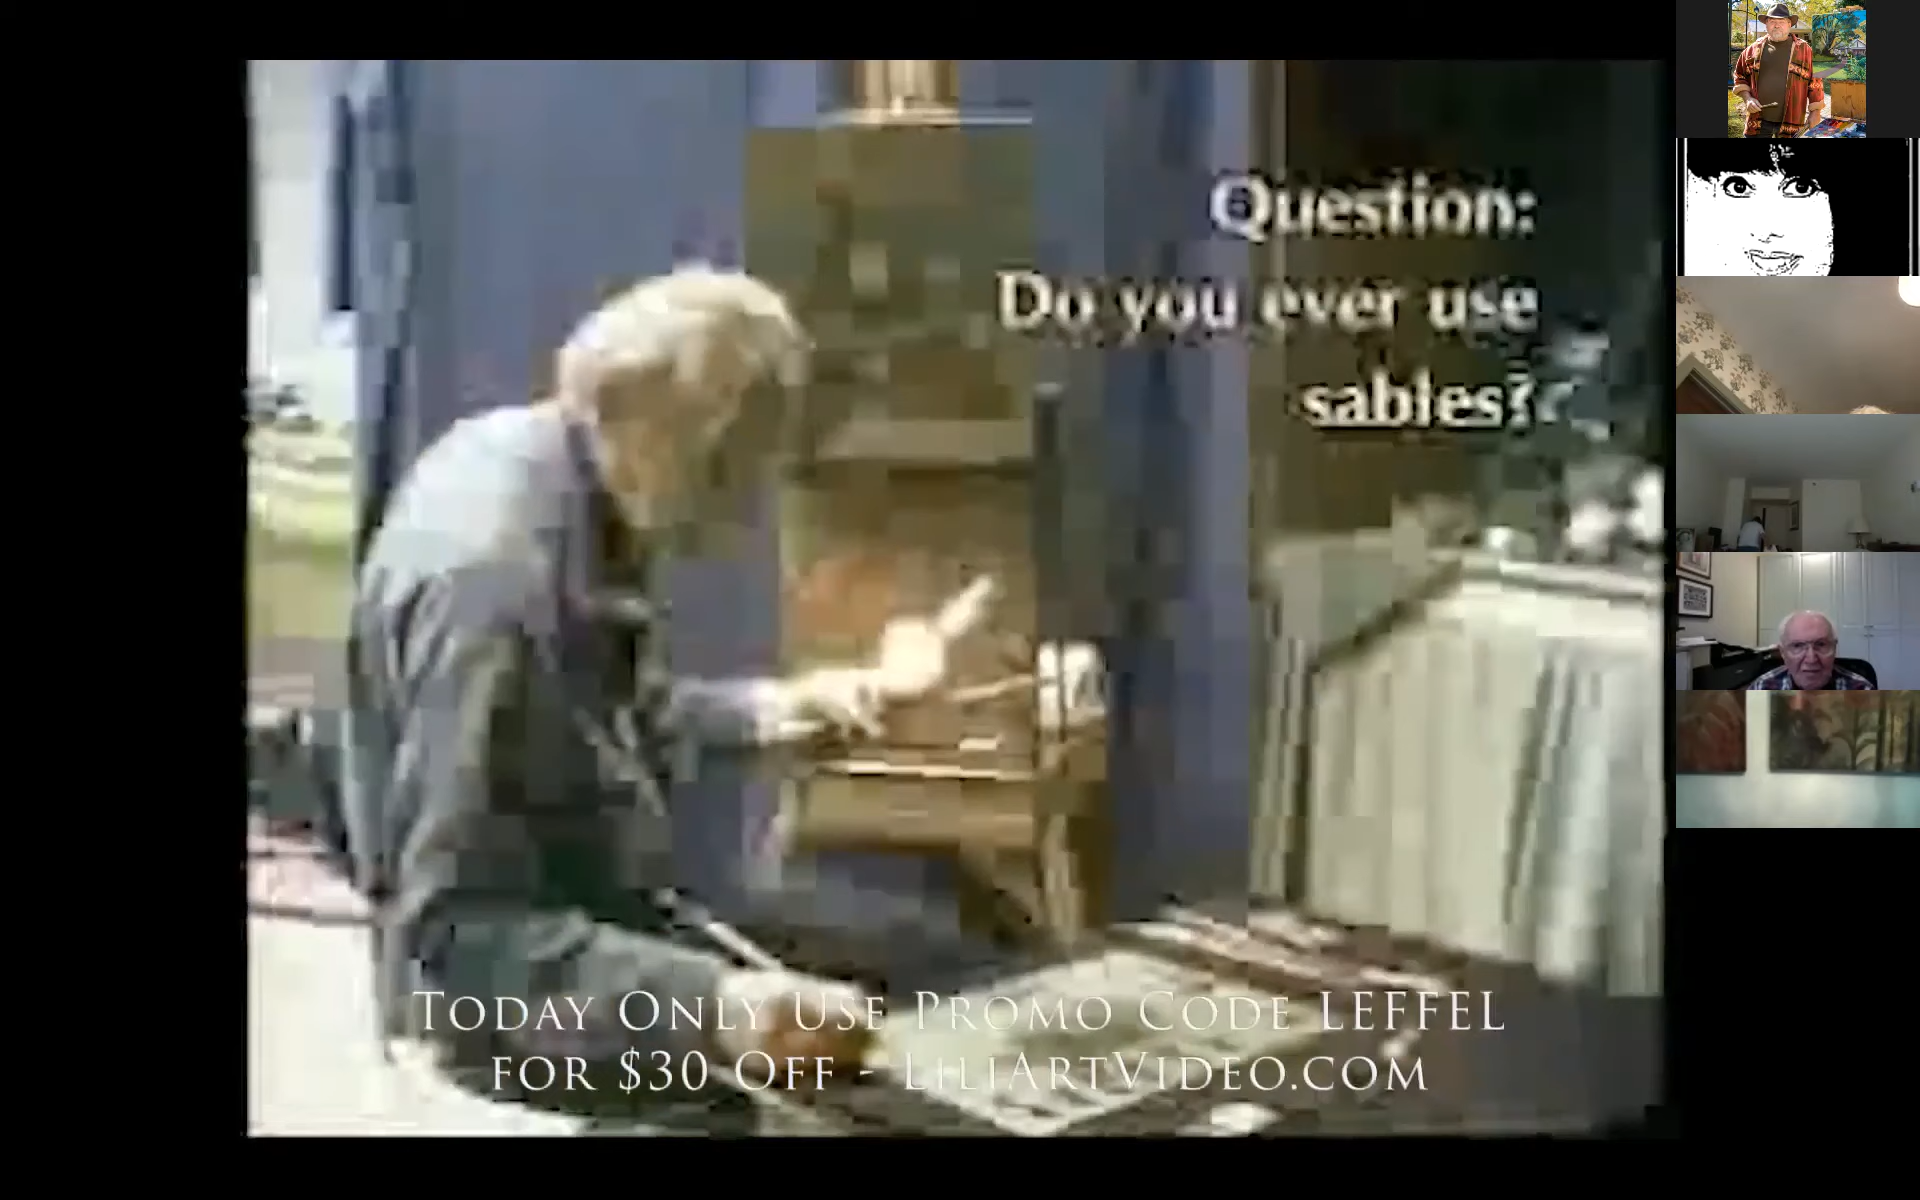 Question:
Do you ever use
sables?
Today Only Use Promo Code LEFFEL
for $30 Off - LiliArtVideo.com